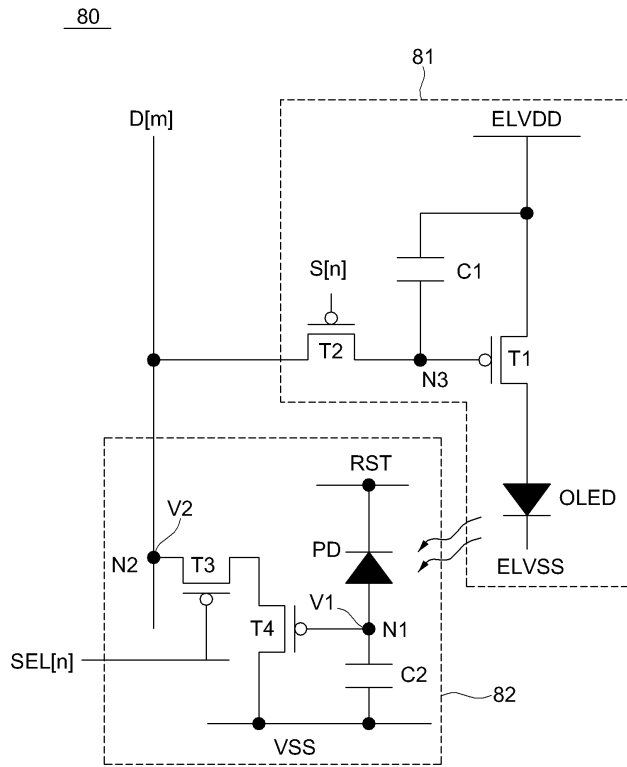 80
81
D[m]
ELVDD
S[n]
C1
T2
N3
T1
OLED
ELVSS
RST
V2
PD
N2
T3
V1
T4
N1
SEL[n]
C2
82
VSS